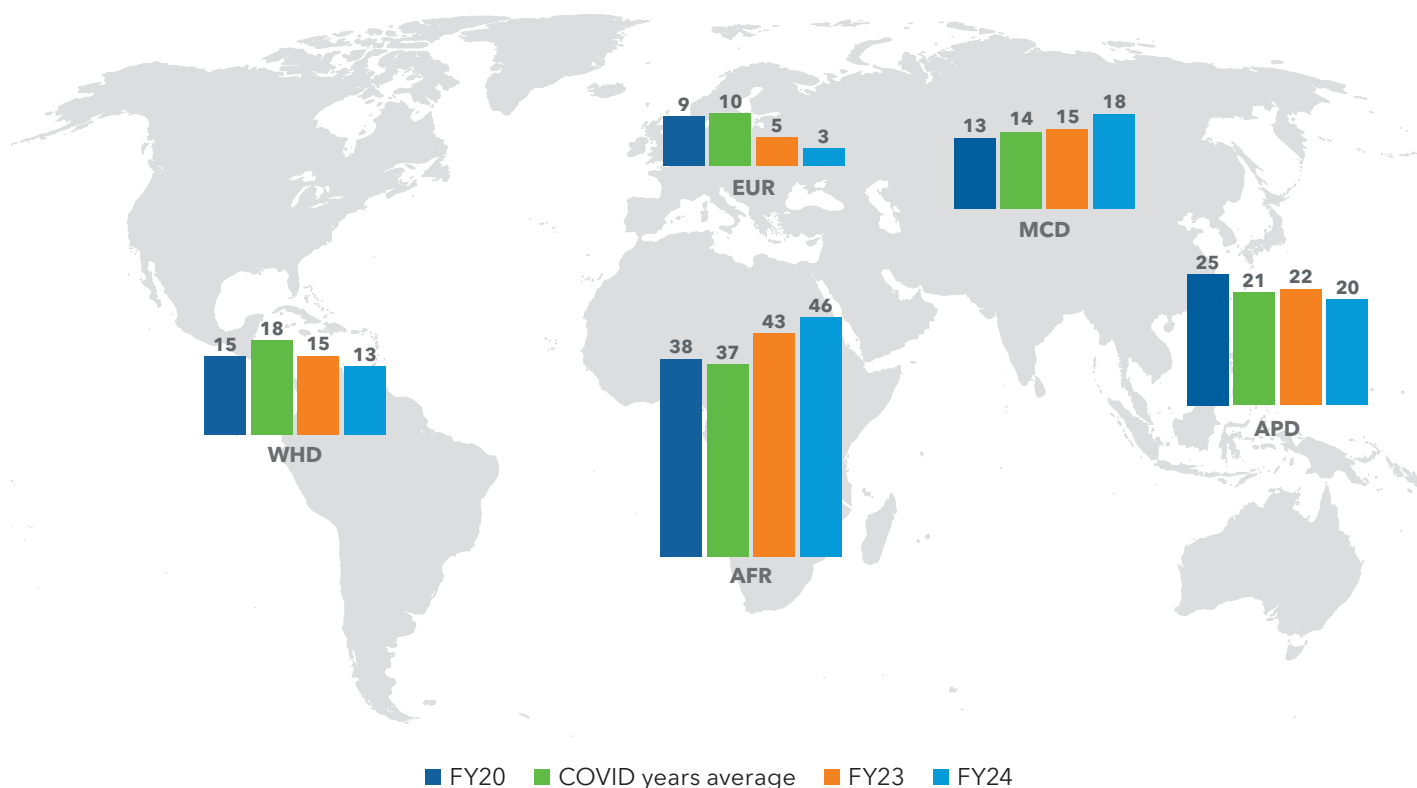 9 10 5 3
EUR
13 14 15 18
MCD
25 21 22 20
APD
15 18 15 13
WHD
38 37 43 46
AFR
FY20 COVID years average FY23 FY24